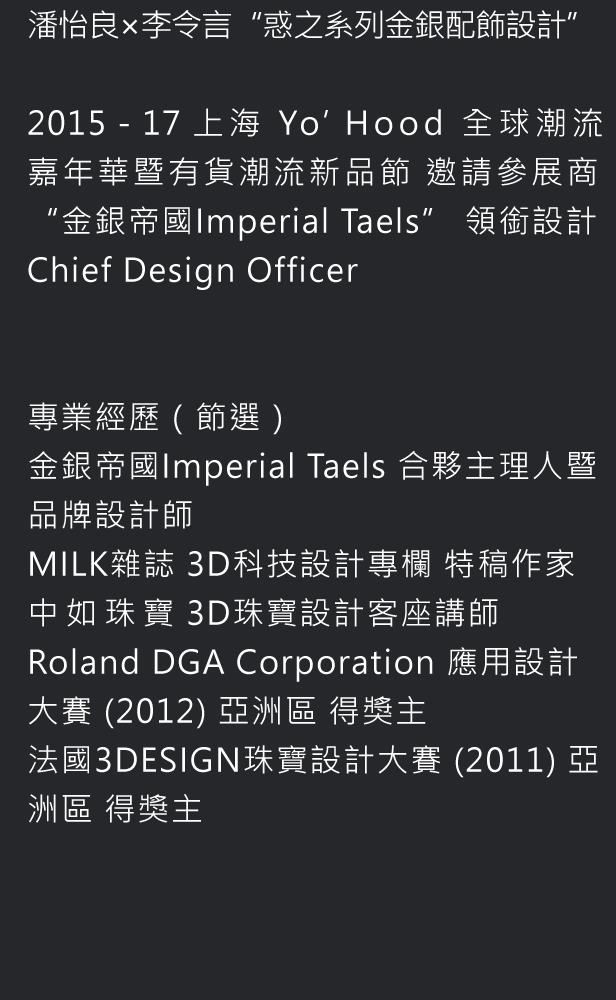 潘怡良×李令言“惑之系列金銀配飾設計”
2015 - 17 上海 Yo’ Hood 全球潮流
嘉年華暨有貨潮流新品節 邀請參展商
“金銀帝國Imperial Taels” 領銜設計
Chief Design Officer
專業經歷 ( 節選 )
金銀帝國Imperial Taels 合夥主理人暨
品牌設計師
MILK雜誌 3D科技設計專欄 特稿作家
中如珠寶 3D珠寶設計客座講師
Roland DGA Corporation 應用設計
大賽 (2012) 亞洲區 得獎主
法國3DESIGN珠寶設計大賽 (2011) 亞
洲區 得獎主